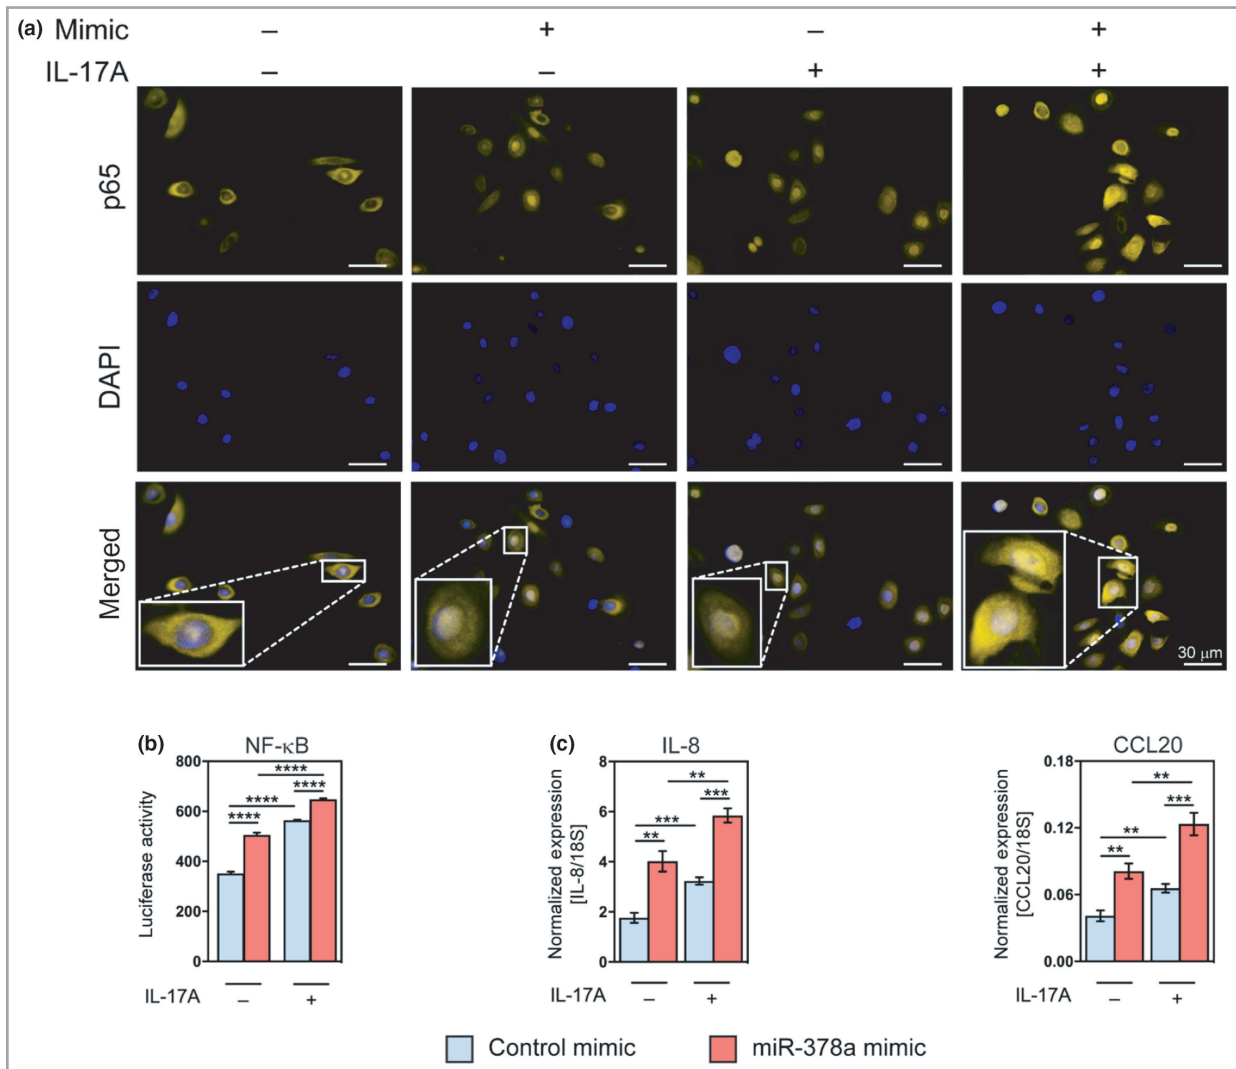 (a) Mimic – + – +
IL-17A – – + +
p65
DAPI
Merged
30 µm
(b) NF-κB
Luciferase activity
800
600
400
200
0
**** **** **** ****
IL-17A – +
(c) IL-8
Normalized expression
[IL-8/18S]
8
6
4
2
0
** *** *** **
– +
CCL20
Normalized expression
[CCL20/18S]
0.18
0.12
0.06
0.00
** ** *** **
IL-17A – +
Control mimic miR-378a mimic